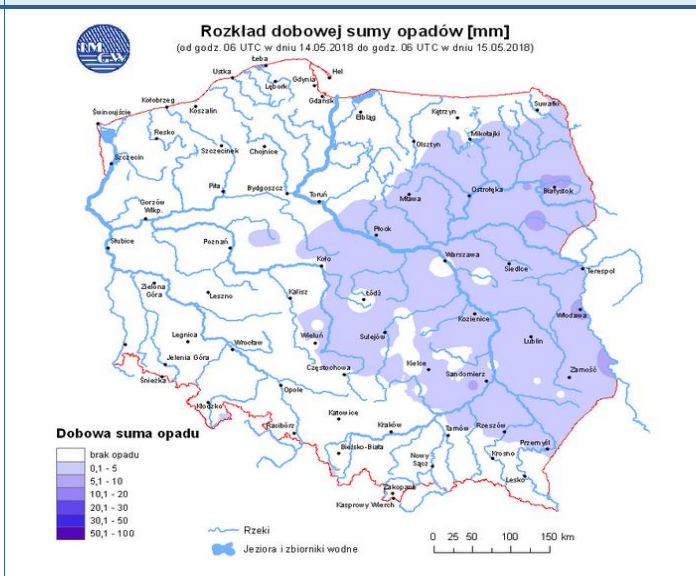 Rozkład dobowej sumy opadów [mm]
(od godz. 06 UTC w dniu 14.05.2018 do godz. 06 UTC w dniu 15.05.2018)
IM
GW
Łeba
Ustka
Hel
Lębork
Gdynia
Gdańsk
Suwałki
Kołobrzeg
Koszalin
Elbląg
Kętrzyn
Świnoujście
Resko
Mikołajki
Olsztyn
Szczecin
Szczecinek
Chojnice
Piła
Bydgoszcz
Toruń
Mława
Ostrołęka
Białystok
Gorzów
Wlkp.
Płock
Słubice
Poznań
Koło
Warszawa
Siedlce
Terespol
Zielona
Góra
Leszno
Kalisz
Łódź
Kozienice
Włodawa
Legnica
Wrocław
Wieluń
Sulejów
Lublin
Jelenia Góra
Śnieżka
Częstochowa
Kielce
Sandomierz
Zamość
Opole
Kłodzko
Katowice
Racibórz
Kraków
Tarnów
Rzeszów
Przemyśl
Bielsko-Biała
Nowy
Sącz
Krosno
Lesko
Zakopane
Kasprowy Wierch
Dobowa suma opadu
brak opadu
0,1 - 5
5,1 - 10
10,1 - 20
20,1 - 30
30,1 - 50
50,1 - 100
Rzeki
Jeziora i zbiorniki wodne
0 25 50 100 150 km